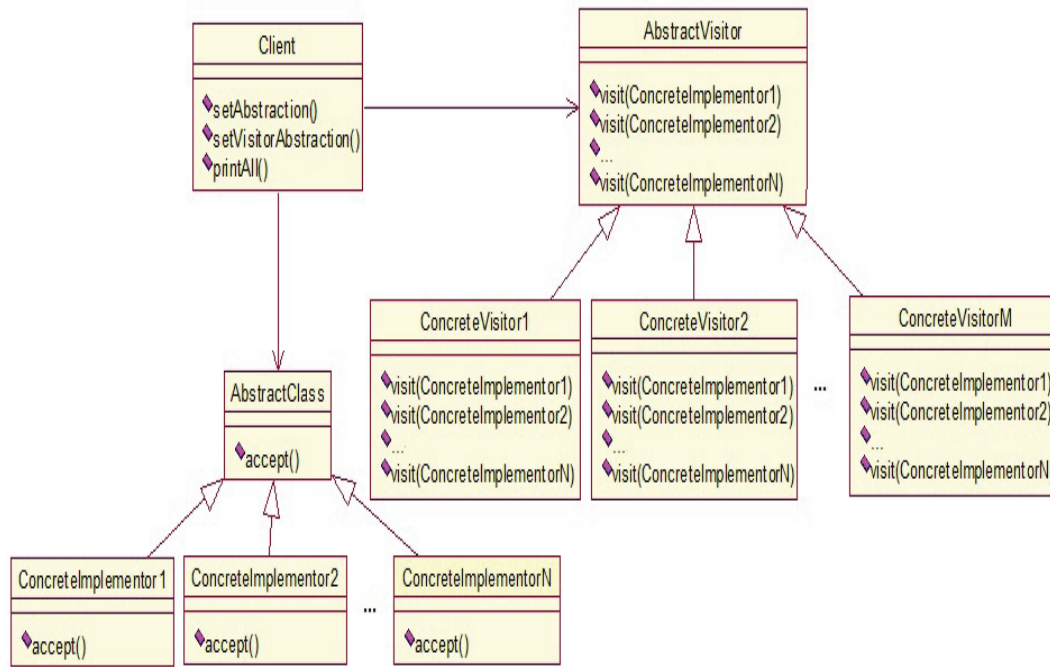 Client
setAbstraction()
setVisitorAbstraction()
printAll()
AbstractVisitor
visit(ConcreteImplementor1)
visit(ConcreteImplementor2)
...
visit(ConcreteImplementorN)
ConcreteVisitor1
visit(ConcreteImplementor1)
visit(ConcreteImplementor2)
...
visit(ConcreteImplementorN)
ConcreteVisitor2
visit(ConcreteImplementor1)
visit(ConcreteImplementor2)
...
visit(ConcreteImplementorN)
...
ConcreteVisitorM
visit(ConcreteImplementor1)
visit(ConcreteImplementor2)
...
visit(ConcreteImplementorN
AbstractClass
accept()
ConcreteImplementor1
accept()
ConcreteImplementor2
accept()
...
ConcreteImplementorN
accept()